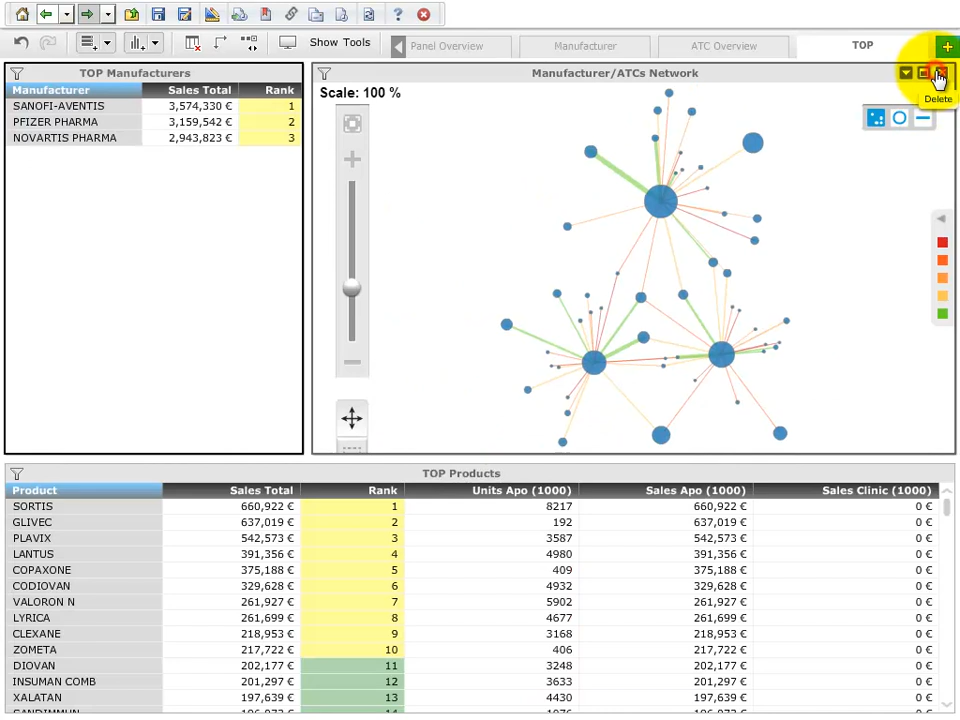 Show Tools
Panel Overview
Manufacturer
ATC Overview
TOP
TOP Manufacturers
Manufacturer Sales Total Rank
SANOFI-AVENTIS 3,574,330 € 1
PFIZER PHARMA 3,159,542 € 2
NOVARTIS PHARMA 2,943,823 € 3
Manufacturer/ATCs Network
Delete
Scale: 100 %
TOP Products
Product Sales Total Rank Units Apo (1000) Sales Apo (1000) Sales Clinic (1000)
SORTIS 660,922 € 1 8217 660,922 € 0 €
GLIVEC 637,019 € 2 192 637,019 € 0 €
PLAVIX 542,573 € 3 3587 542,573 € 0 €
LANTUS 391,356 € 4 4980 391,356 € 0 €
COPAXONE 375,188 € 5 409 375,188 € 0 €
CODIOVAN 329,628 € 6 4932 329,628 € 0 €
VALORON N 261,927 € 7 5902 261,927 € 0 €
LYRICA 261,699 € 8 4677 261,699 € 0 €
CLEXANE 218,953 € 9 3168 218,953 € 0 €
ZOMETA 217,722 € 10 406 217,722 € 0 €
DIOVAN 202,177 € 11 3248 202,177 € 0 €
INSUMAN COMB 201,297 € 12 3633 201,297 € 0 €
XALATAN 197,639 € 13 4430 197,639 € 0 €